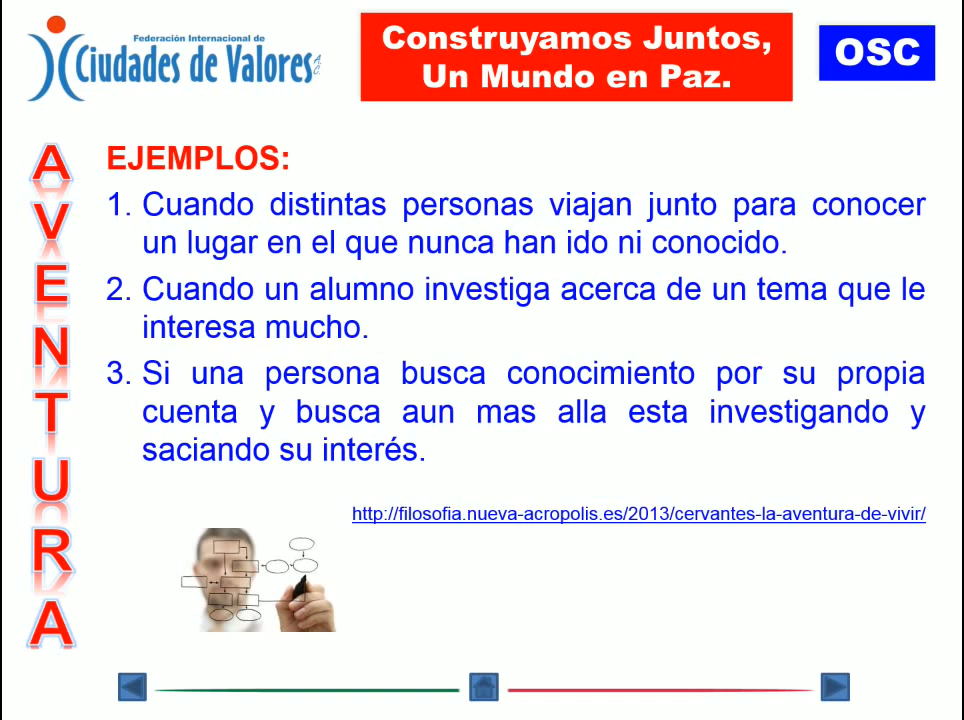 Federación Internacional de
Ciudades de Valores A.C.
Construyamos Juntos,
Un Mundo en Paz.
OSC
AVENTURA
EJEMPLOS:
1. Cuando distintas personas viajan junto para conocer
un lugar en el que nunca han ido ni conocido.
2. Cuando un alumno investiga acerca de un tema que le
interesa mucho.
3. Si una persona busca conocimiento por su propia
cuenta y busca aun mas alla esta investigando y
saciando su interés.
http://filosofia.nueva-acropolis.es/2013/cervantes-la-aventura-de-vivir/